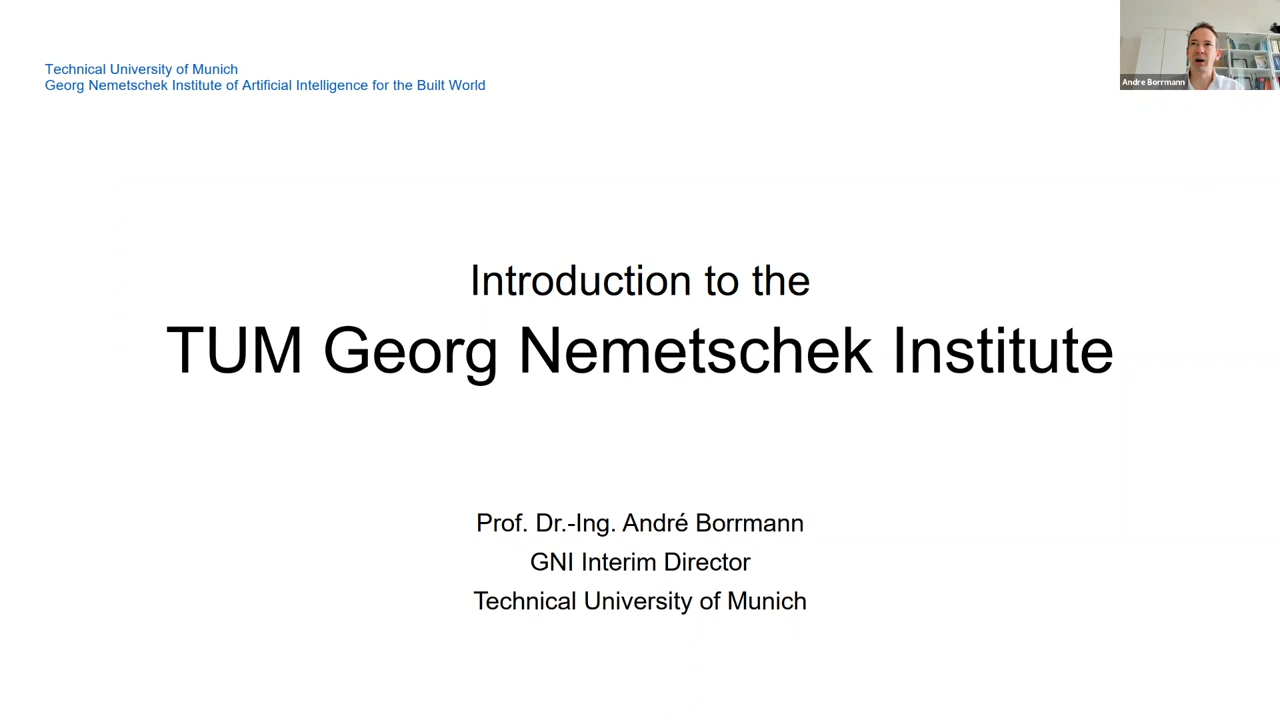 Technical University of Munich
Georg Nemetschek Institute of Artificial Intelligence for the Built World
Andre Borrmann
Introduction to the
TUM Georg Nemetschek Institute
Prof. Dr.-Ing. André Borrmann
GNI Interim Director
Technical University of Munich